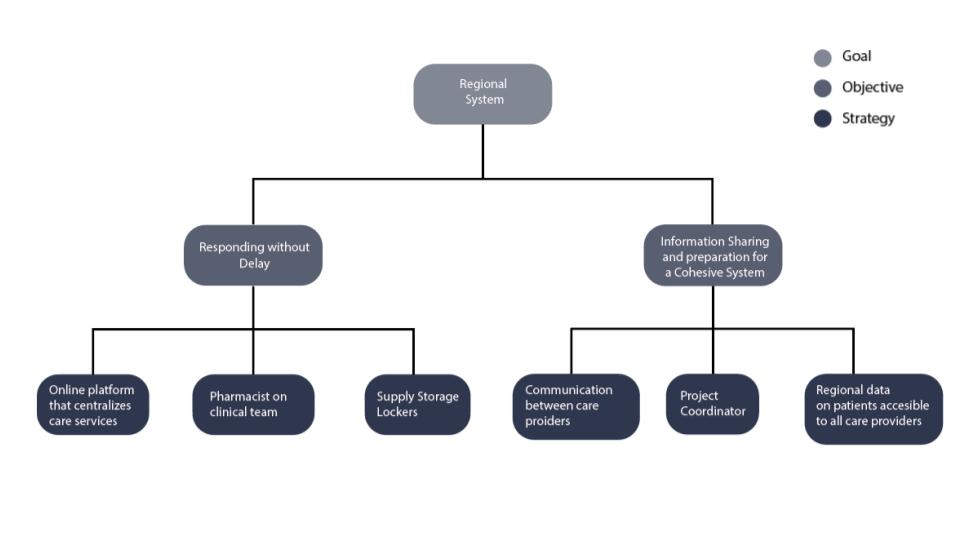 Goal
Objective
Strategy
Regional
System
Responding without
Delay
Information Sharing
and preparation for
a Cohesive System
Online platform
that centralizes
care services
Pharmacist on
clinical team
Supply Storage
Lockers
Communication
between care
proiders
Project
Coordinator
Regional data
on patients accesible
to all care providers